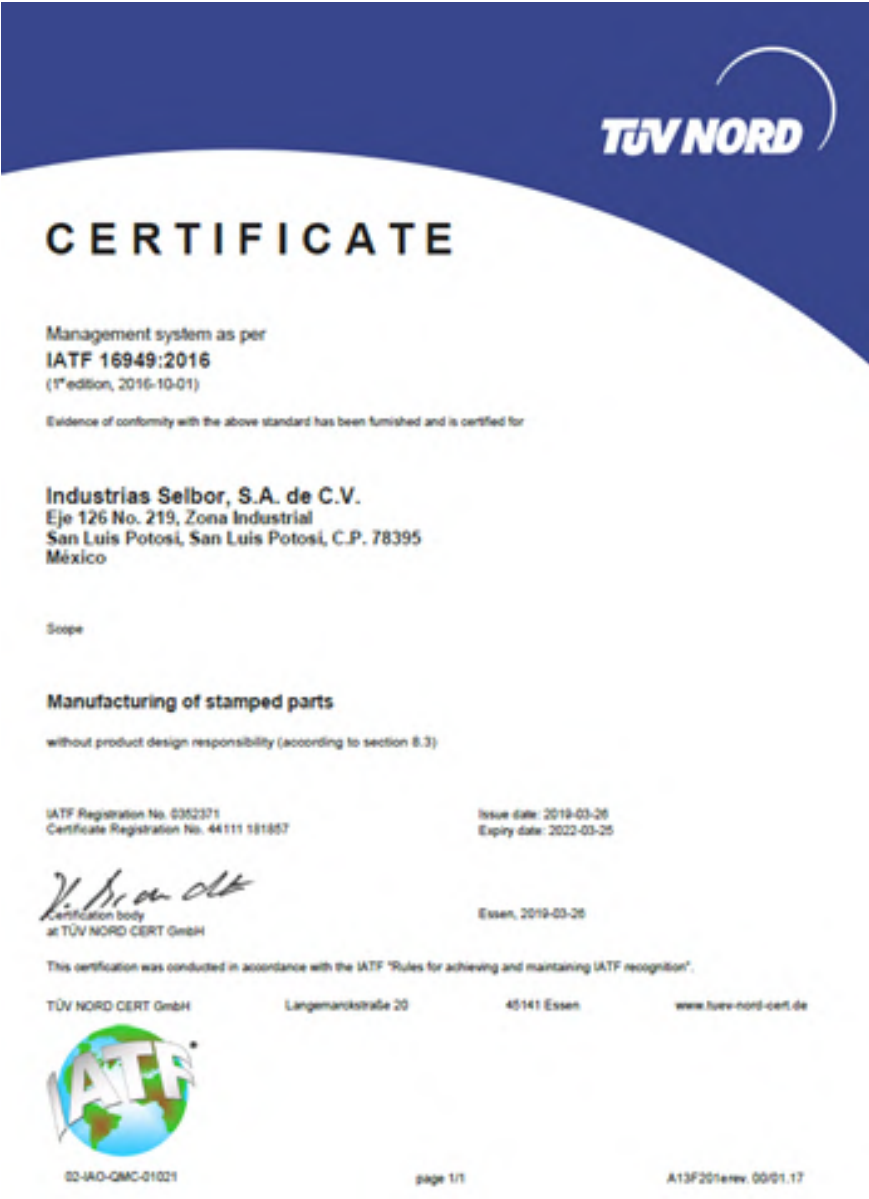 TÜV NORD
CERTIFICATE
Management system as per
IATF 16949:2016
(1st edition, 2016-10-01)
Evidence of conformity with the above standard has been furnished and is certified for
Industrias Selbor, S.A. de C.V.
Eje 126 No. 219, Zona Industrial
San Luis Potosi, San Luis Potosi, C.P. 78395
México
Scope
Manufacturing of stamped parts
without product design responsibility (according to section 8.3)
IATF Registration No. 0352371
Certificate Registration No. 44111 181857
Issue date: 2019-03-26
Expiry date: 2022-03-25
Certification body
at TÜV NORD CERT GmbH
Essen, 2019-03-26
This certification was conducted in accordance with the IATF "Rules for achieving and maintaining IATF recognition".
TÜV NORD CERT GmbH Langemarckstraße 20 45141 Essen www.tuev-nord-cert.de
IATF
02-IAO-QMC-01021 page 1/1 A13F201erev. 00/01.17